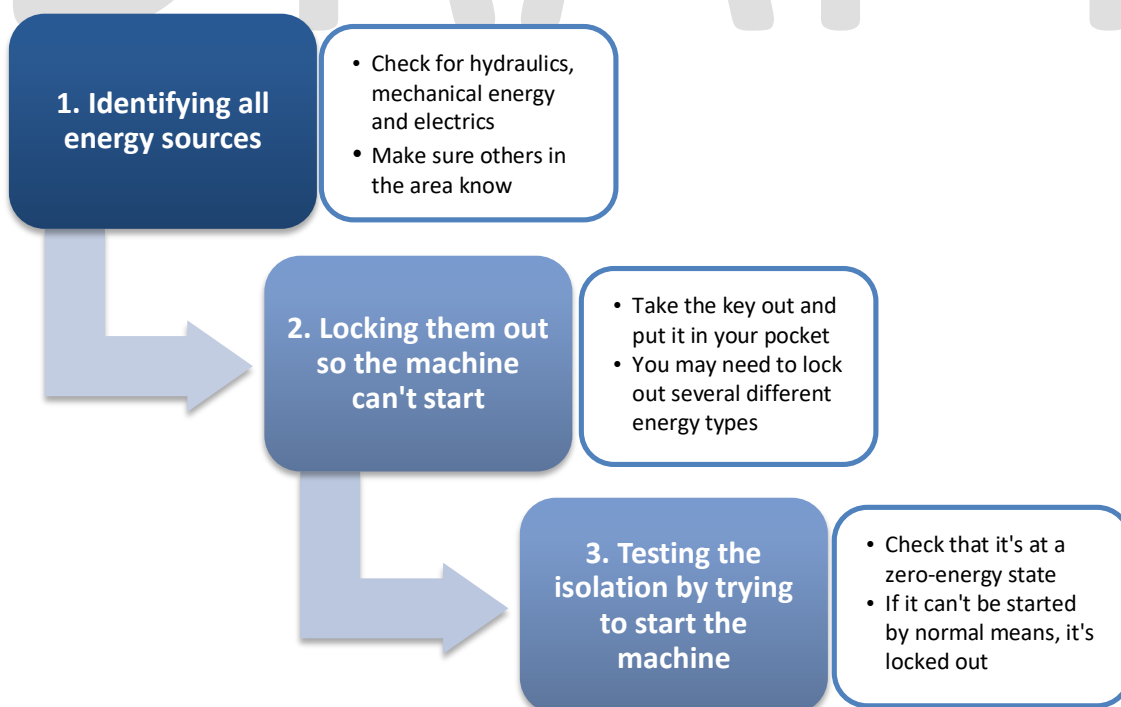 1. Identifying all
energy sources
• Check for hydraulics,
mechanical energy
and electrics
• Make sure others in
the area know
2. Locking them out
so the machine
can't start
• Take the key out and
put it in your pocket
• You may need to lock
out several different
energy types
3. Testing the
isolation by trying
to start the
machine
• Check that it's at a
zero-energy state
• If it can't be started
by normal means, it's
locked out